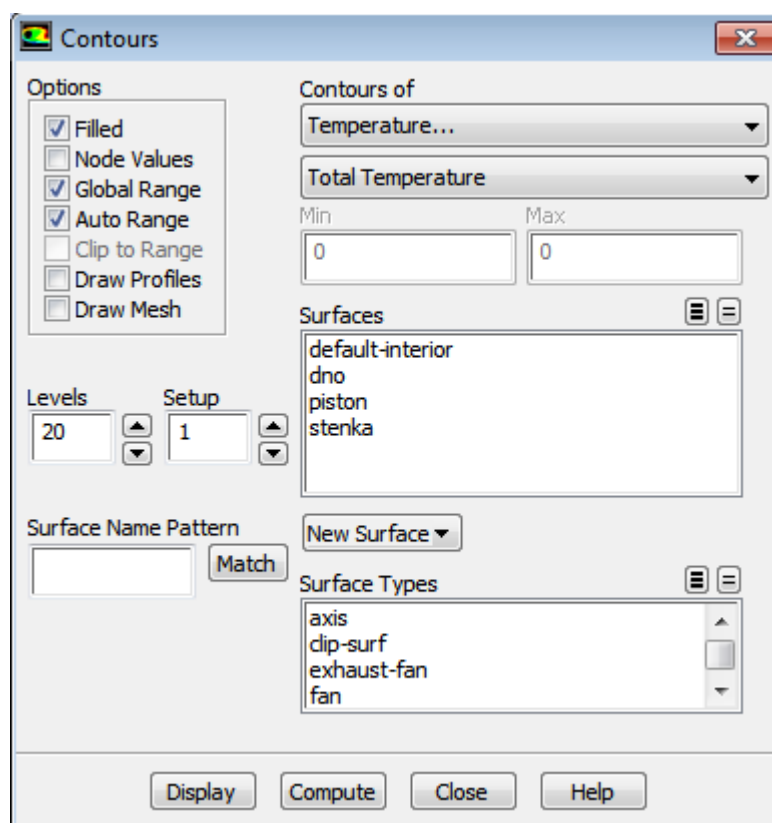 Contours
Options
Filled
Node Values
Global Range
Auto Range
Clip to Range
Draw Profiles
Draw Mesh
Levels Setup
20 1
Surface Name Pattern
Match
Contours of
Temperature...
Total Temperature
Min Max
0 0
Surfaces
default-interior
dno
piston
stenka
New Surface
Surface Types
axis
clip-surf
exhaust-fan
fan
Display Compute Close Help